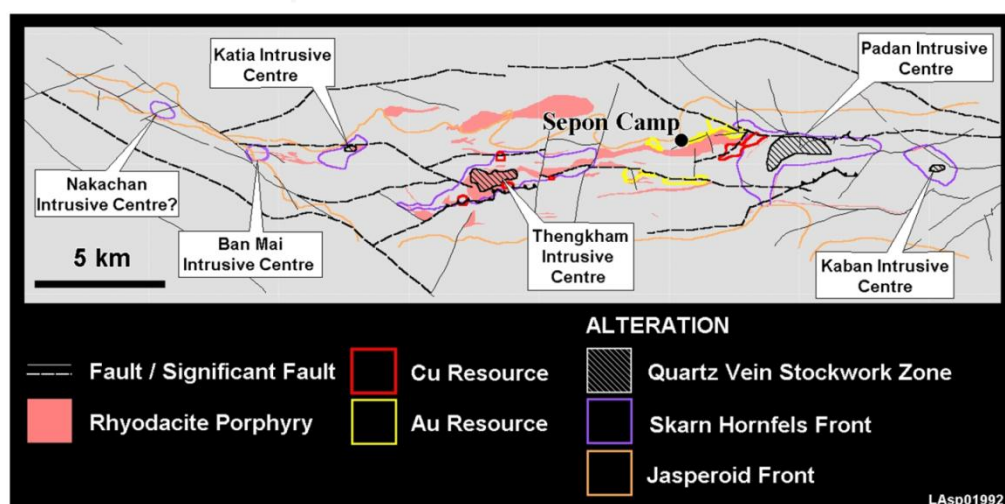 Katia Intrusive
Centre
Padan Intrusive
Centre
Sepon Camp
Nakachan
Intrusive Centre?
Ban Mai
Intrusive Centre
Thengkham
Intrusive
Centre
Kaban Intrusive
Centre
5 km
ALTERATION
Fault / Significant Fault
Cu Resource
Quartz Vein Stockwork Zone
Rhyodacite Porphyry
Au Resource
Skarn Hornfels Front
Jasperoid Front
LAsp01992